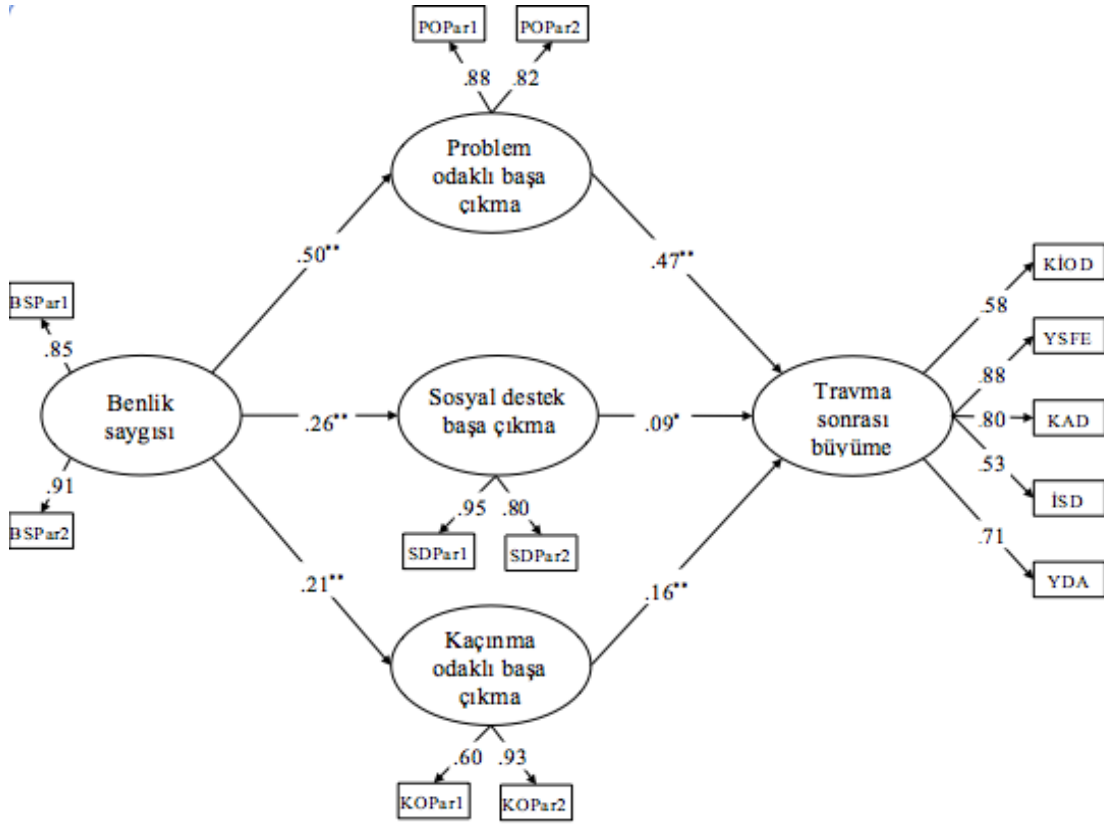 POPar1
POPar2
.88
.82
Problem
odaklı başa
çıkma
.50**
.47**
KİOD
.58
BSPar1
.85
YSFE
.88
Benlik
saygısı
.26**
Sosyal destek
başa çıkma
.09*
Travma
sonrası
büyüme
.80
KAD
.53
.91
BSPar2
.95
.80
İSD
SDPar1
SDPar2
.71
YDA
.21**
.16**
Kaçınma
odaklı başa
çıkma
.60
.93
KOPar1
KOPar2